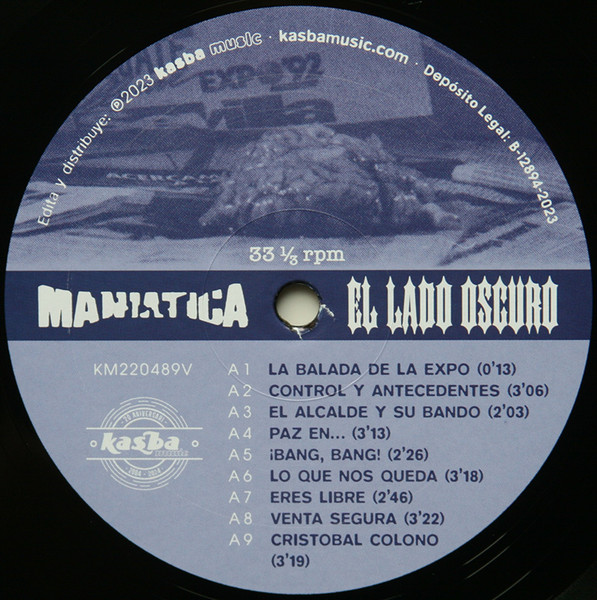 Edita y distribuye: ℗2023 kasba music · kasbamusic.com · Depósito Legal: B-12894-2023
EXPO'92
villa
ACERCAM
33 ⅓ rpm
MANIATICA
EL LADO OSCURO
KM220489V
A1 LA BALADA DE LA EXPO (0'13)
A2 CONTROL Y ANTECEDENTES (3'06)
A3 EL ALCALDE Y SU BANDO (2'03)
A4 PAZ EN... (3'13)
A5 ¡BANG, BANG! (2'26)
A6 LO QUE NOS QUEDA (3'18)
A7 ERES LIBRE (2'46)
A8 VENTA SEGURA (3'22)
A9 CRISTOBAL COLONO
(3'19)
kasba